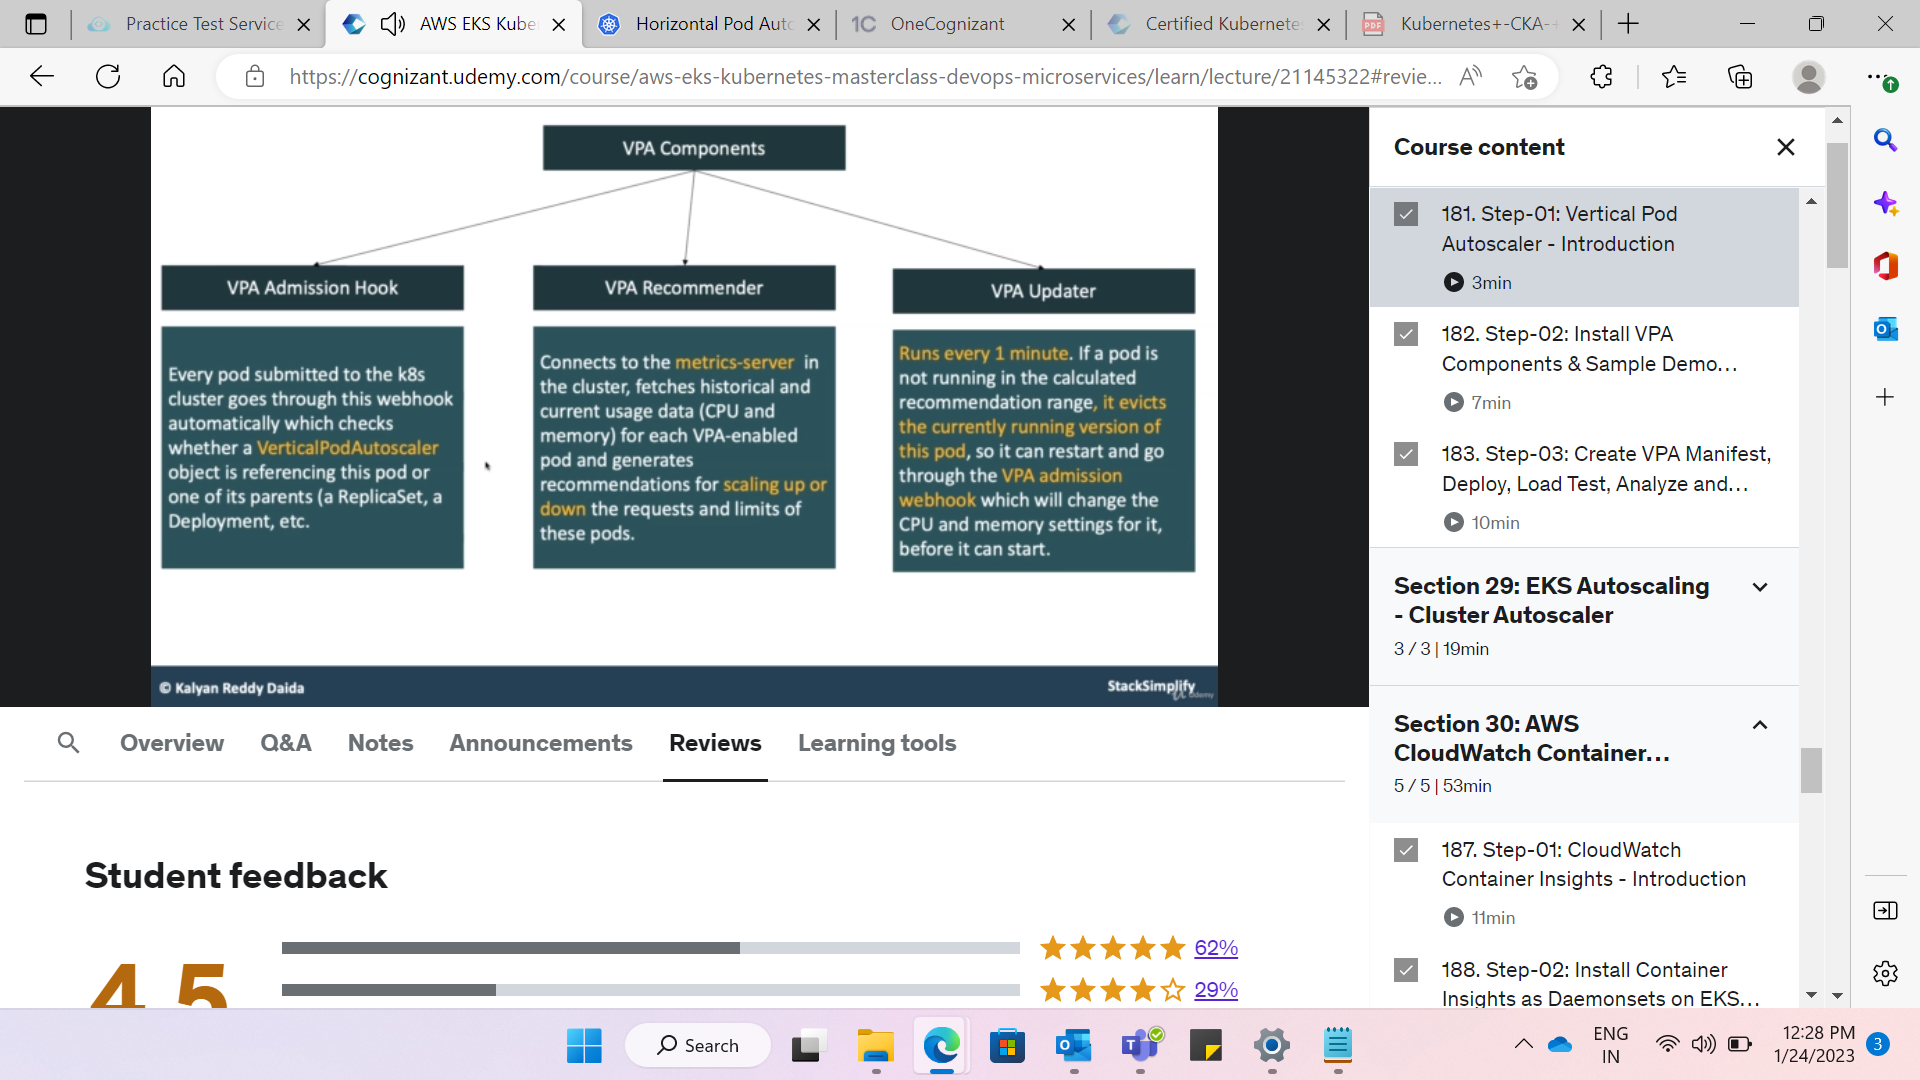 Practice Test Service
AWS EKS Kube
Horizontal Pod Auto
1C OneCognizant
Certified Kubernete
PDF Kubernetes+-CKA-
https://cognizant.udemy.com/course/aws-eks-kubernetes-masterclass-devops-microservices/learn/lecture/21145322#revie...
VPA Components
VPA Admission Hook
Every pod submitted to the k8s
cluster goes through this webhook
automatically which checks
whether a VerticalPodAutoscaler
object is referencing this pod or
one of its parents (a ReplicaSet, a
Deployment, etc.
VPA Recommender
Connects to the metrics-server in
the cluster, fetches historical and
current usage data (CPU and
memory) for each VPA-enabled
pod and generates
recommendations for scaling up or
down the requests and limits of
these pods.
VPA Updater
Runs every 1 minute. If a pod is
not running in the calculated
recommendation range, it evicts
the currently running version of
this pod, so it can restart and go
through the VPA admission
webhook which will change the
CPU and memory settings for it,
before it can start.
© Kalyan Reddy Daida
StackSimplify
udemy
Overview
Q&A
Notes
Announcements
Reviews
Learning tools
Student feedback
4.5
62%
29%
Course content
181. Step-01: Vertical Pod
Autoscaler - Introduction
3min
182. Step-02: Install VPA
Components & Sample Demo...
7min
183. Step-03: Create VPA Manifest,
Deploy, Load Test, Analyze and...
10min
Section 29: EKS Autoscaling
- Cluster Autoscaler
3 / 3 | 19min
Section 30: AWS
CloudWatch Container...
5 / 5 | 53min
187. Step-01: CloudWatch
Container Insights - Introduction
11min
188. Step-02: Install Container
Insights as Daemonsets on EKS...
Search
ENG
IN
12:28 PM
1/24/2023
3